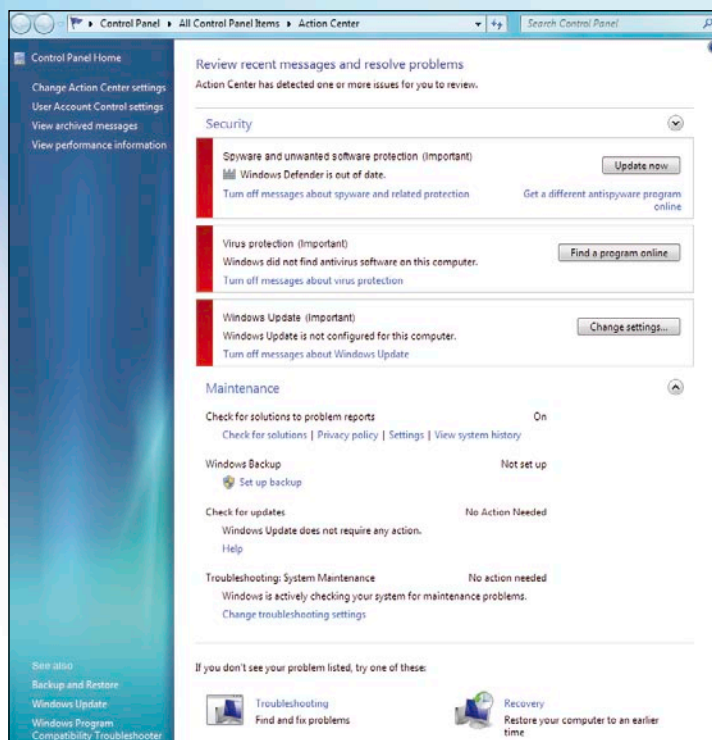 Control Panel ▸ All Control Panel Items ▸ Action Center
Search Control Panel
Control Panel Home
Change Action Center settings
User Account Control settings
View archived messages
View performance information
Review recent messages and resolve problems
Action Center has detected one or more issues for you to review.
Security
Spyware and unwanted software protection (Important)
Windows Defender is out of date.
Turn off messages about spyware and related protection
Update now
Get a different antispyware program
online
Virus protection (Important)
Windows did not find antivirus software on this computer.
Turn off messages about virus protection
Find a program online
Windows Update (Important)
Windows Update is not configured for this computer.
Turn off messages about Windows Update
Change settings...
Maintenance
Check for solutions to problem reports On
Check for solutions | Privacy policy | Settings | View system history
Windows Backup Not set up
Set up backup
Check for updates No Action Needed
Windows Update does not require any action.
Help
Troubleshooting: System Maintenance No action needed
Windows is actively checking your system for maintenance problems.
Change troubleshooting settings
If you don't see your problem listed, try one of these:
Troubleshooting
Find and fix problems
Recovery
Restore your computer to an earlier
time
See also
Backup and Restore
Windows Update
Windows Program
Compatibility Troubleshooter